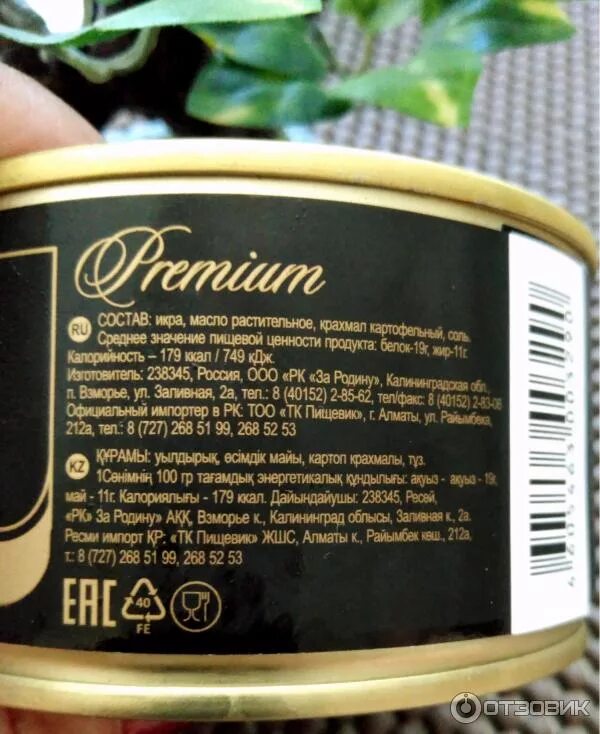 Premium
RU СОСТАВ: икра, масло растительное, крахмал картофельный, соль.
Среднее значение пищевой ценности продукта: белок-19г, жир-11г.
Калорийность – 179 ккал / 749 кДж.
Изготовитель: 238345, Россия, ООО «РК «За Родину», Калининградская обл.,
п. Взморье, ул. Заливная, 2а, тел.: 8 (40152) 2-85-62, тел/факс: 8 (40152) 2-83-06
Официальный импортер в РК: ТОО «ТК Пищевик», г. Алматы, ул. Райымбека,
212а, тел.: 8 (727) 268 51 99, 268 52 53
KZ ҚҰРАМЫ: уылдырық, өсімдік майы, картоп крахмалы, тұз.
1Сөнімнің 100 гр тағамдық энергетикалық құндылығы: ақуыз - ақуыз - 19г,
май - 11г. Калориялығы - 179 ккал. Дайындайушы: 238345, Ресей,
«РК» За Родину» АҚҚ, Взморье к., Калининград облысы, Заливная к., 2а.
Ресми импорт ҚР: «ТК Пищевик» ЖШС, Алматы к., Райымбек көш., 212а,
т.: 8 (727) 268 51 99, 268 52 53
EAC 40
FE
ОТЗОВИК